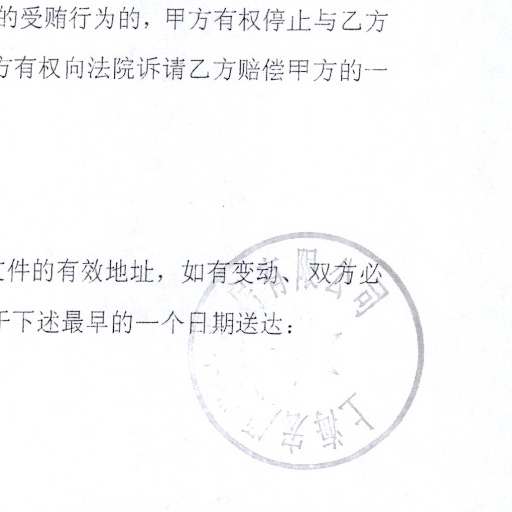 的受贿行为的，甲方有权停止与乙方
方有权向法院诉请乙方赔偿甲方的一
件的有效地址，如有变动、双方必
于下述最早的一个日期送达：
上海宏
有限公司